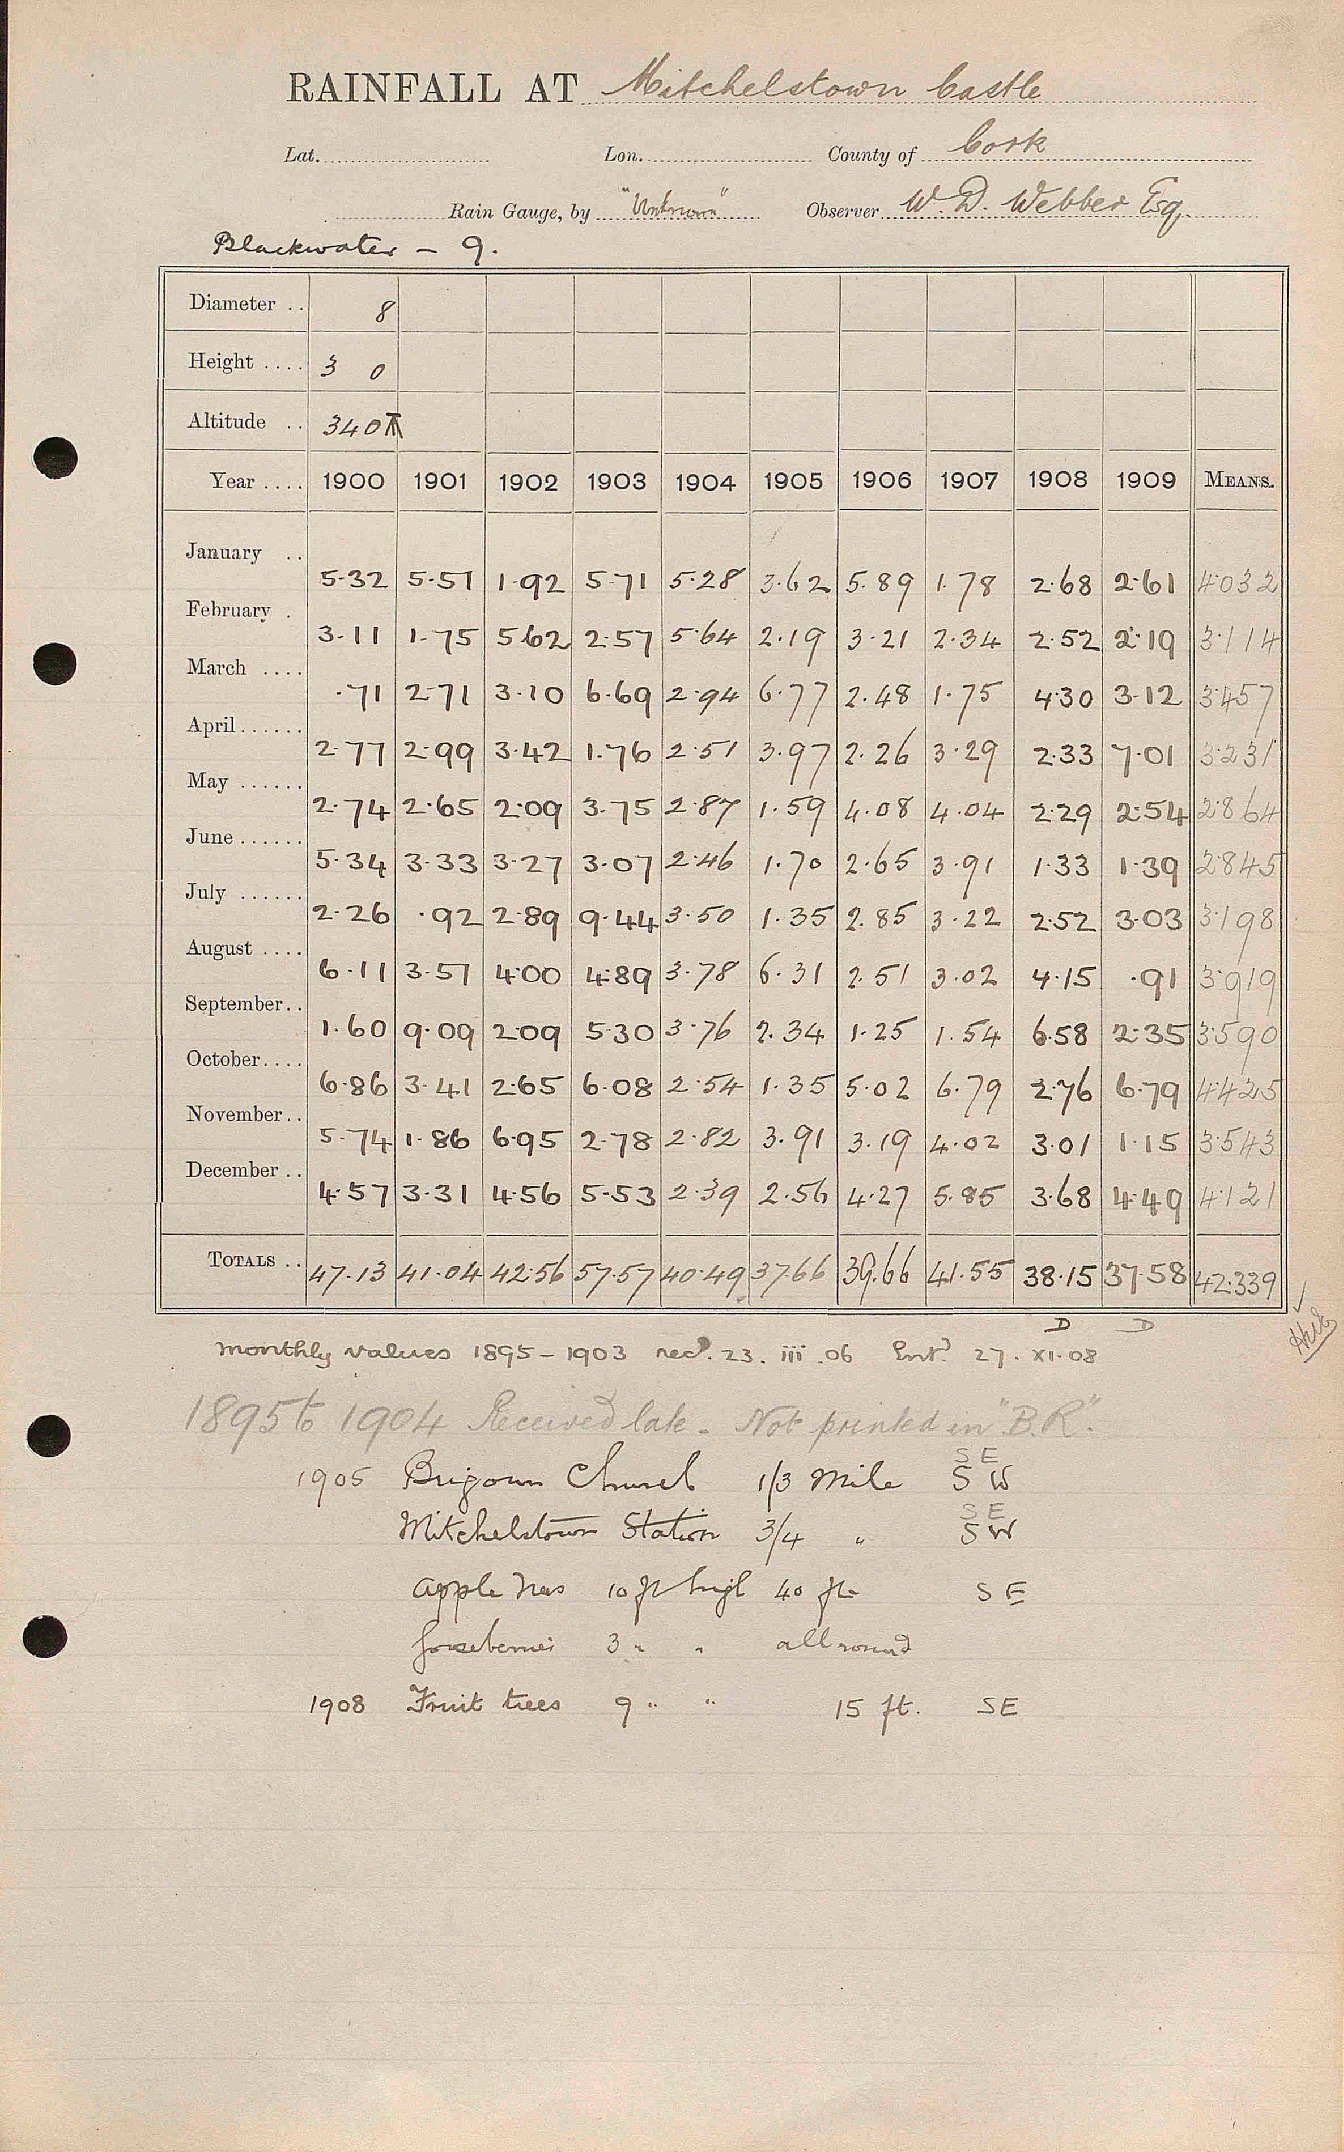 RAINFALL AT Mitchelstown Castle
Lat. Lon. County of Cork
Rain Gauge, by "Unknown" Observer W. D. Webber Esq.
Blackwater – 9.
Diameter .. 8
Height .... 3 0
Altitude .. 340
Year .... 1900 1901 1902 1903 1904 1905 1906 1907 1908 1909 MEANS.
January .. 5.32 5.51 1.92 5.71 5.28 3.62 5.89 1.78 2.68 2.61 4.032
February . 3.11 1.75 5.62 2.57 5.64 2.19 3.21 2.34 2.52 2.19 3.114
March .... .71 2.71 3.10 6.69 2.94 6.77 2.48 1.75 4.30 3.12 3.457
April...... 2.77 2.99 3.42 1.76 2.51 3.97 2.26 3.29 2.33 7.01 3.231
May ...... 2.74 2.65 2.09 3.75 2.87 1.59 4.08 4.04 2.29 2.54 2.864
June ...... 5.34 3.33 3.27 3.07 2.46 1.70 2.65 3.91 1.33 1.39 2.845
July ...... 2.26 .92 2.89 9.44 3.50 1.35 2.85 3.22 2.52 3.03 3.198
August .... 6.11 3.51 4.00 4.89 3.78 6.31 2.51 3.02 4.15 .91 3.919
September.. 1.60 9.09 2.09 5.30 3.76 2.34 1.25 1.54 6.58 2.35 3.590
October.... 6.86 3.41 2.65 6.08 2.54 1.35 5.02 6.79 2.76 6.79 4.425
November.. 5.74 1.86 6.95 2.78 2.82 3.91 3.19 4.02 3.01 1.15 3.543
December .. 4.57 3.31 4.56 5.53 2.39 2.56 4.27 5.85 3.68 4.49 4.121
TOTALS .. 47.13 41.04 42.56 57.57 40.49 37.66 39.66 41.55 38.15 37.58 42.339
D D
monthly values 1895–1903 recd. 23. iii .06 Entd. 27. XI.08
1895 to 1904 Received late. Not printed in "B.R."
S E
1905 Brigown Church 1/3 Mile S W
S E
Mitchelstown Station 3/4 " S W
apple trees 10 ft high 40 ft. S E
gooseberries 3 " " all round
1908 Fruit trees 9 " " 15 ft. SE